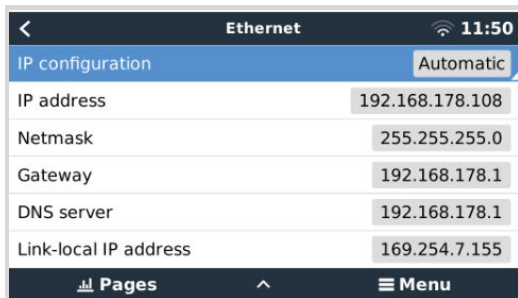 Ethernet 11:50
IP configuration Automatic
IP address 192.168.178.108
Netmask 255.255.255.0
Gateway 192.168.178.1
DNS server 192.168.178.1
Link-local IP address 169.254.7.155
Pages Menu